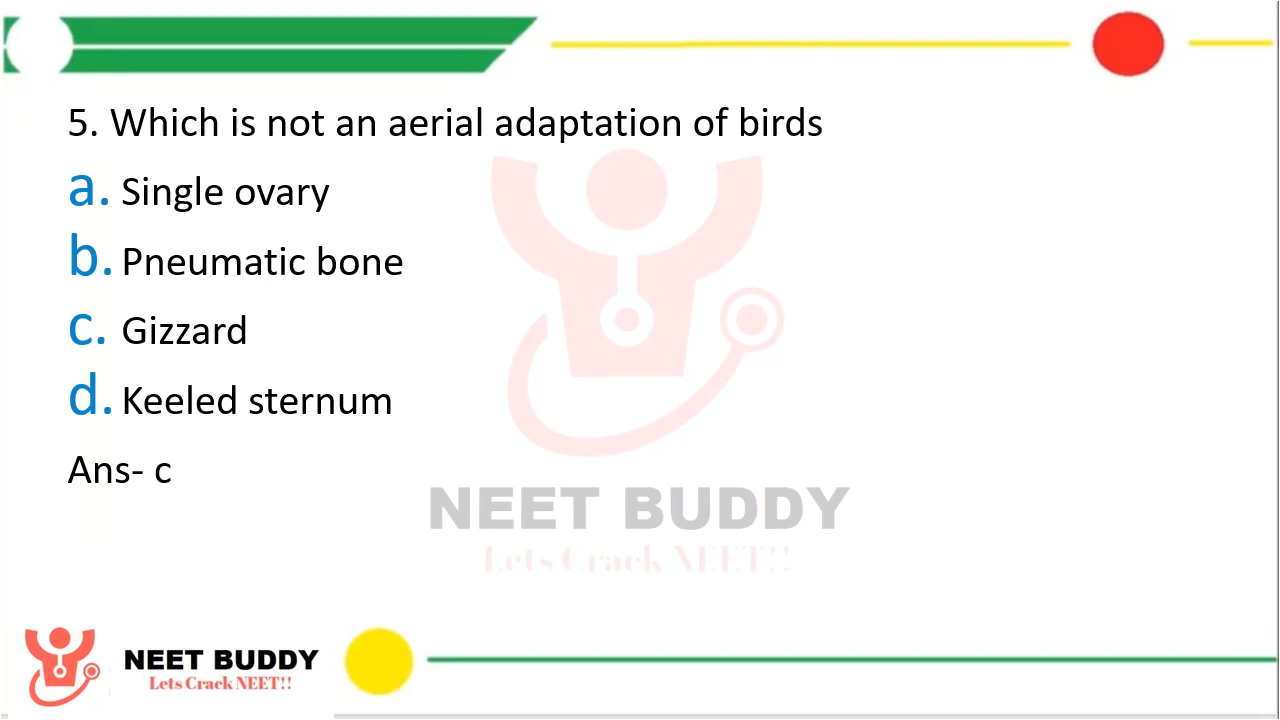 5. Which is not an aerial adaptation of birds
a. Single ovary
b. Pneumatic bone
c. Gizzard
d. Keeled sternum
Ans- c
NEET BUDDY
Lets Crack NEET!!
NEET BUDDY
Lets Crack NEET!!